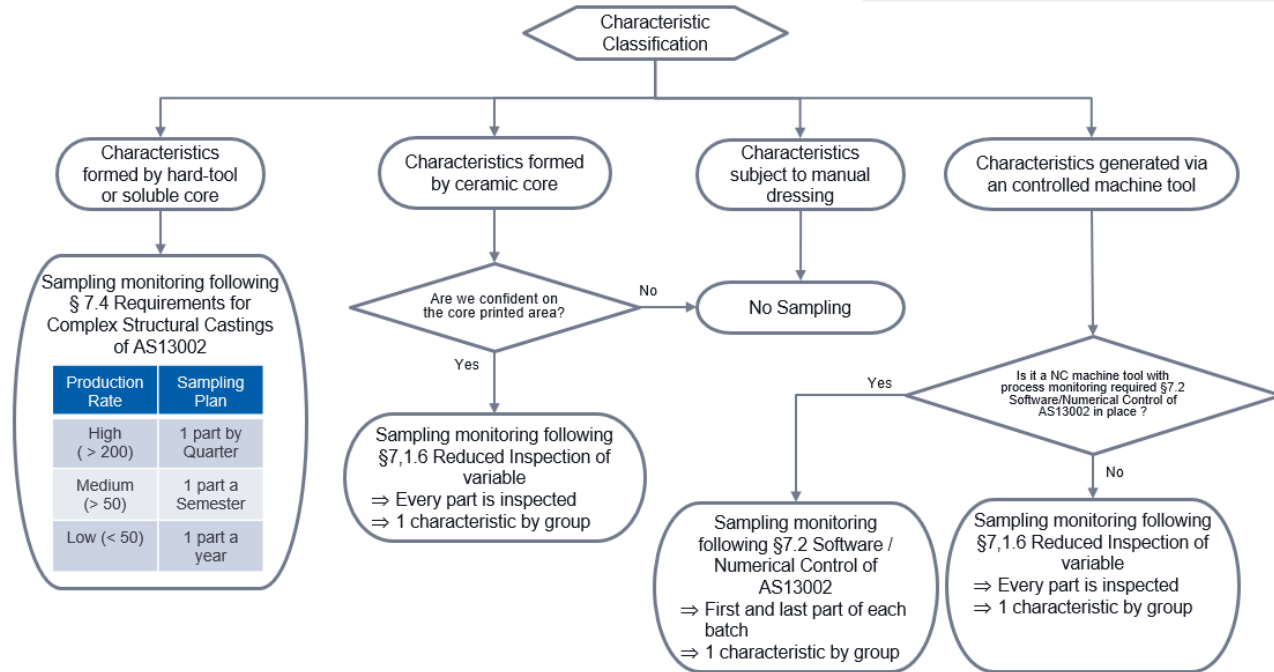 Characteristic
Classification
Characteristics
formed by hard-tool
or soluble core
Characteristics formed
by ceramic core
Characteristics
subject to manual
dressing
Characteristics generated via
an controlled machine tool
Sampling monitoring following
§ 7.4 Requirements for
Complex Structural Castings
of AS13002
Production
Rate
Sampling
Plan
High
( > 200)
1 part by
Quarter
Medium
(> 50)
1 part a
Semester
Low (< 50)
1 part a
year
Are we confident on
the core printed area?
No
Yes
No Sampling
Sampling monitoring following
§7,1.6 Reduced Inspection of
variable
⇒ Every part is inspected
⇒ 1 characteristic by group
Is it a NC machine tool with
process monitoring required §7.2
Software/Numerical Control of
AS13002 in place ?
Yes
No
Sampling monitoring
following §7.2 Software /
Numerical Control of
AS13002
⇒ First and last part of each
batch
⇒ 1 characteristic by group
Sampling monitoring following
§7,1.6 Reduced Inspection of
variable
⇒ Every part is inspected
⇒ 1 characteristic by group